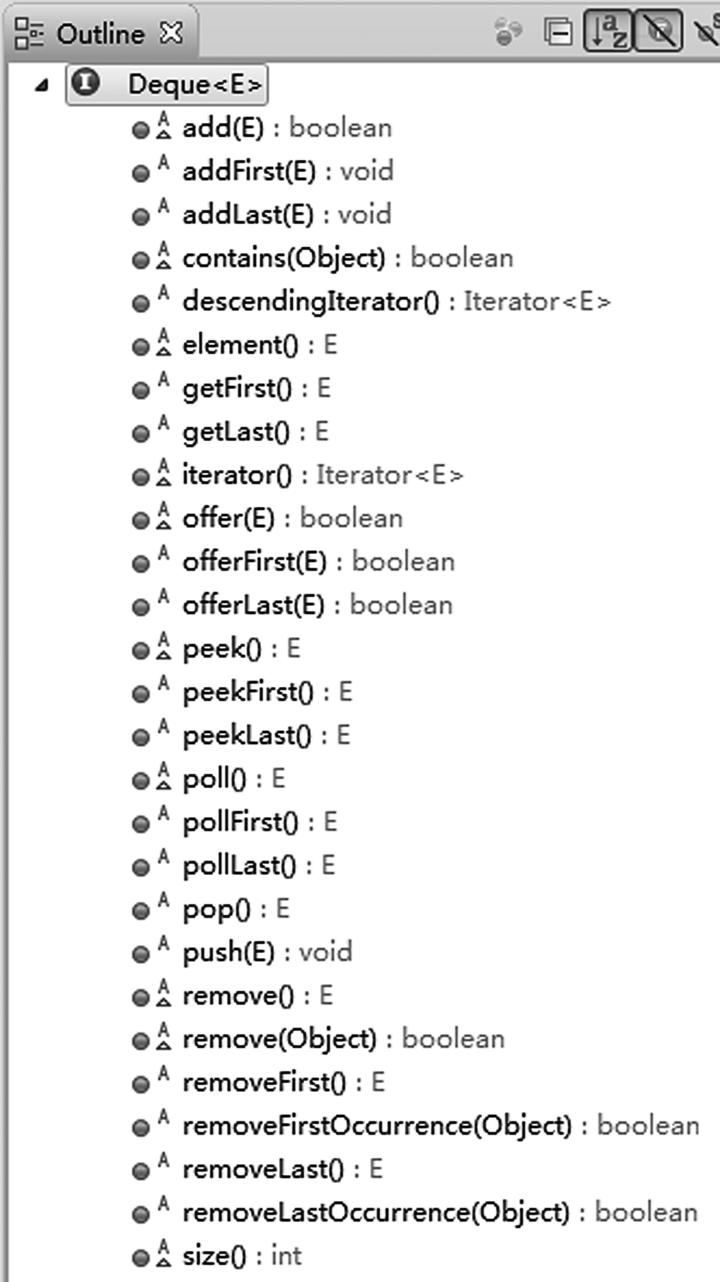 Outline
Deque<E>
add(E) : boolean
addFirst(E) : void
addLast(E) : void
contains(Object) : boolean
descendingIterator() : Iterator<E>
element() : E
getFirst() : E
getLast() : E
iterator() : Iterator<E>
offer(E) : boolean
offerFirst(E) : boolean
offerLast(E) : boolean
peek() : E
peekFirst() : E
peekLast() : E
poll() : E
pollFirst() : E
pollLast() : E
pop() : E
push(E) : void
remove() : E
remove(Object) : boolean
removeFirst() : E
removeFirstOccurrence(Object) : boolean
removeLast() : E
removeLastOccurrence(Object) : boolean
size() : int